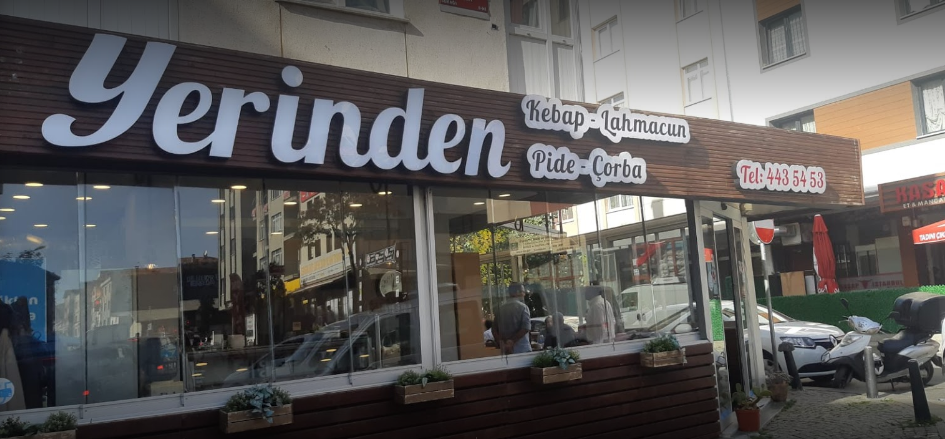 Yerinden
Kebap - Lahmacun
Pide - Çorba
Tel: 443 54 53